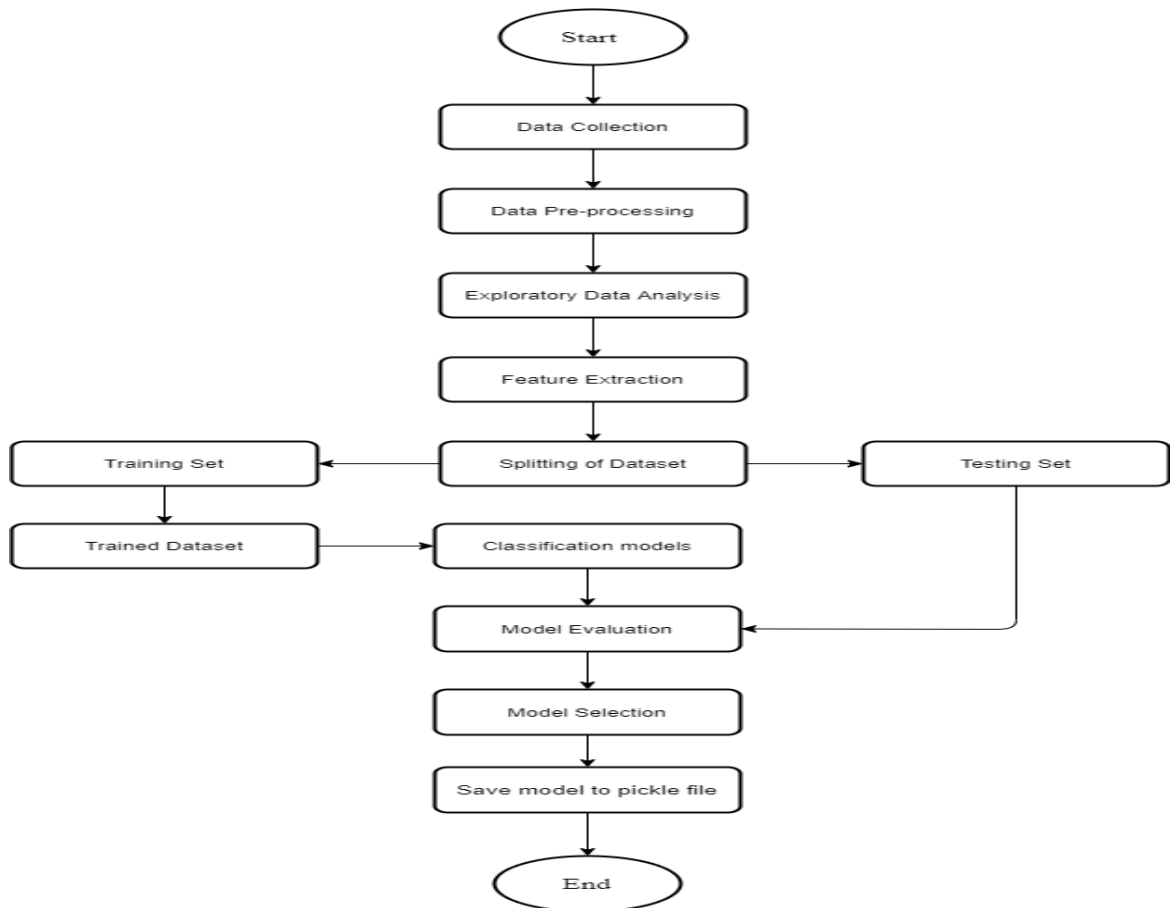 Start
Data Collection
Data Pre-processing
Exploratory Data Analysis
Feature Extraction
Training Set
Splitting of Dataset
Testing Set
Trained Dataset
Classification models
Model Evaluation
Model Selection
Save model to pickle file
End